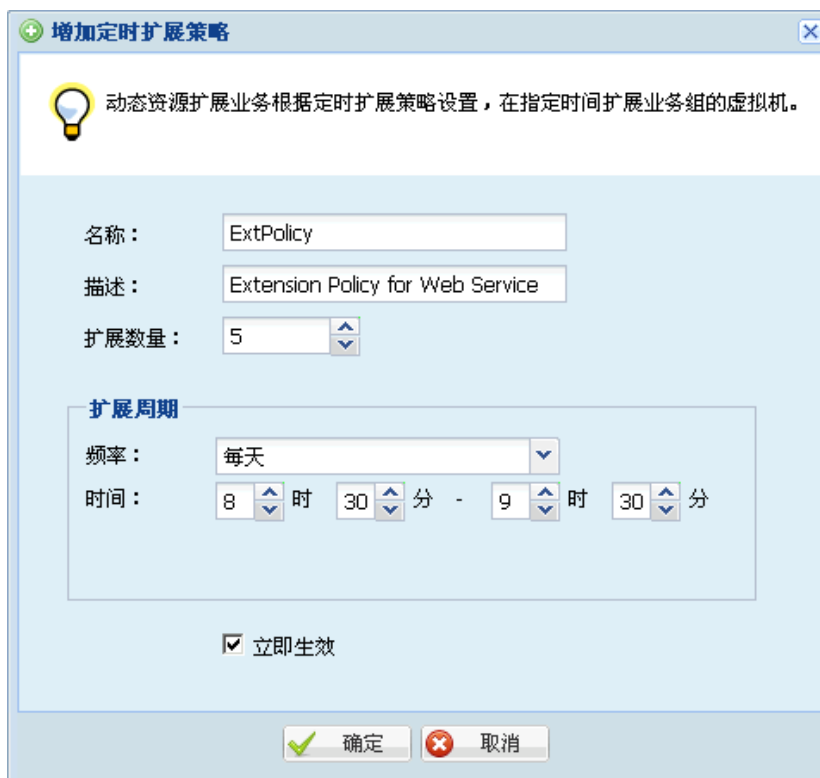 增加定时扩展策略
动态资源扩展业务根据定时扩展策略设置，在指定时间扩展业务组的虚拟机。
名称： ExtPolicy
描述： Extension Policy for Web Service
扩展数量： 5
扩展周期
频率： 每天
时间： 8 时 30 分 - 9 时 30 分
立即生效
确定 取消